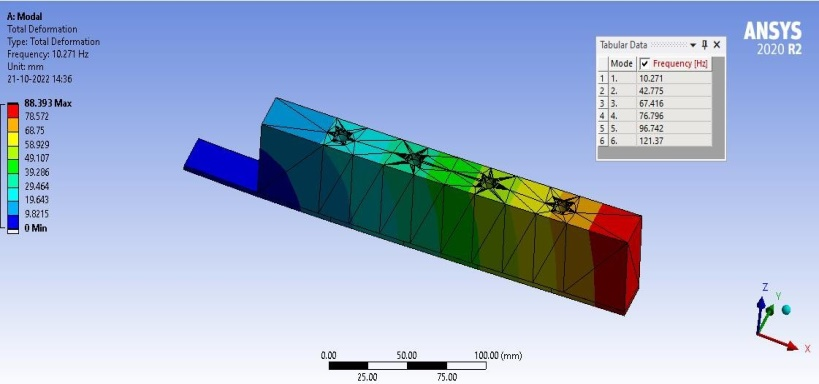 A: Modal
Total Deformation
Type: Total Deformation
Frequency: 10.271 Hz
Unit: mm
21-10-2022 14:36
88.393 Max
78.572
68.75
58.929
49.107
39.286
29.464
19.643
9.8215
0 Min
ANSYS
2020 R2
Tabular Data
Mode Frequency [Hz]
1 1. 10.271
2 2. 42.775
3 3. 67.416
4 4. 76.796
5 5. 96.742
6 6. 121.37
0.00 50.00 100.00 (mm)
25.00 75.00
Z
Y
X